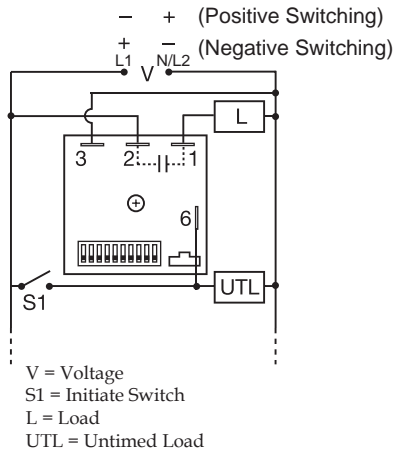 − + (Positive Switching)
+ − (Negative Switching)
L1 V N/L2
L
3 2 1
6
UTL
S1
V = Voltage
S1 = Initiate Switch
L = Load
UTL = Untimed Load